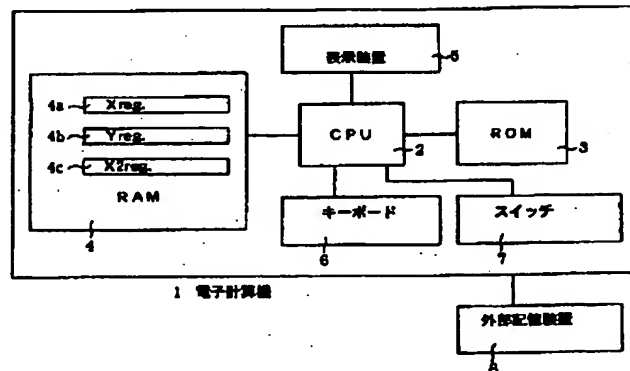 表示装置
5
4a
Xreg.
4b
Yreg.
4c
X2reg.
RAM
4
CPU
2
ROM
3
キーボード
6
スイッチ
7
1 電子計算機
外部記憶装置
8